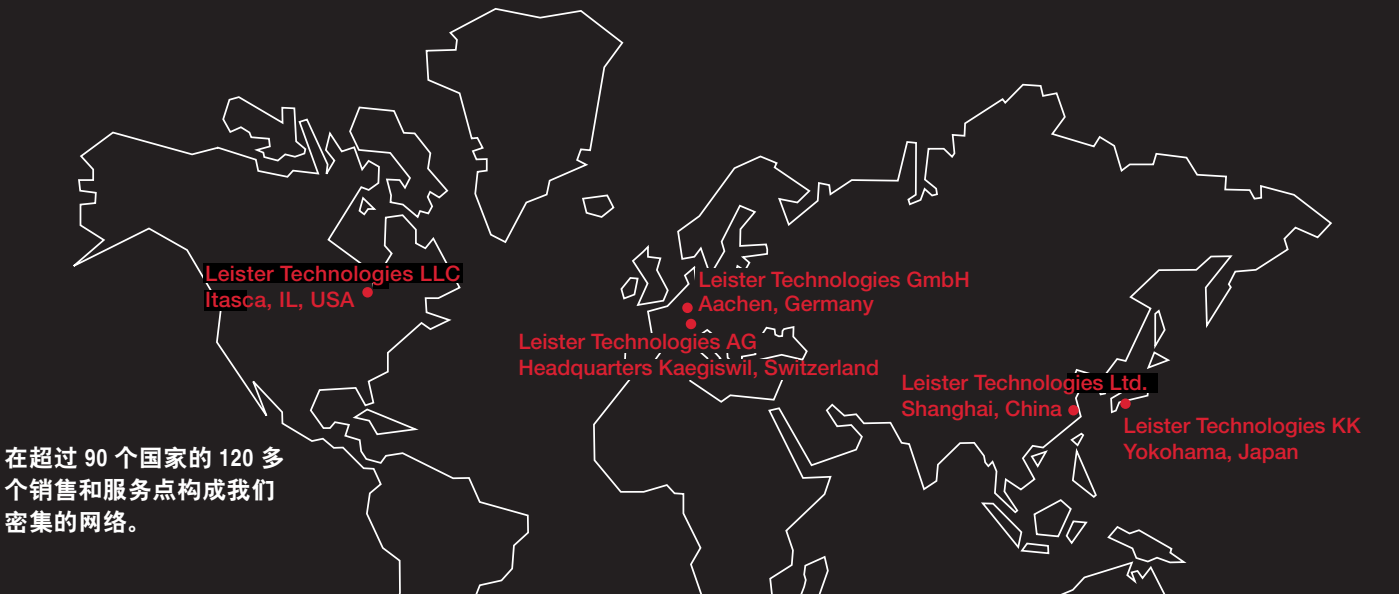 Leister Technologies LLC
Itasca, IL, USA
Leister Technologies GmbH
Aachen, Germany
Leister Technologies AG
Headquarters Kaegiswil, Switzerland
Leister Technologies Ltd.
Shanghai, China
Leister Technologies KK
Yokohama, Japan
在超过 90 个国家的 120 多
个销售和服务点构成我们
密集的网络。